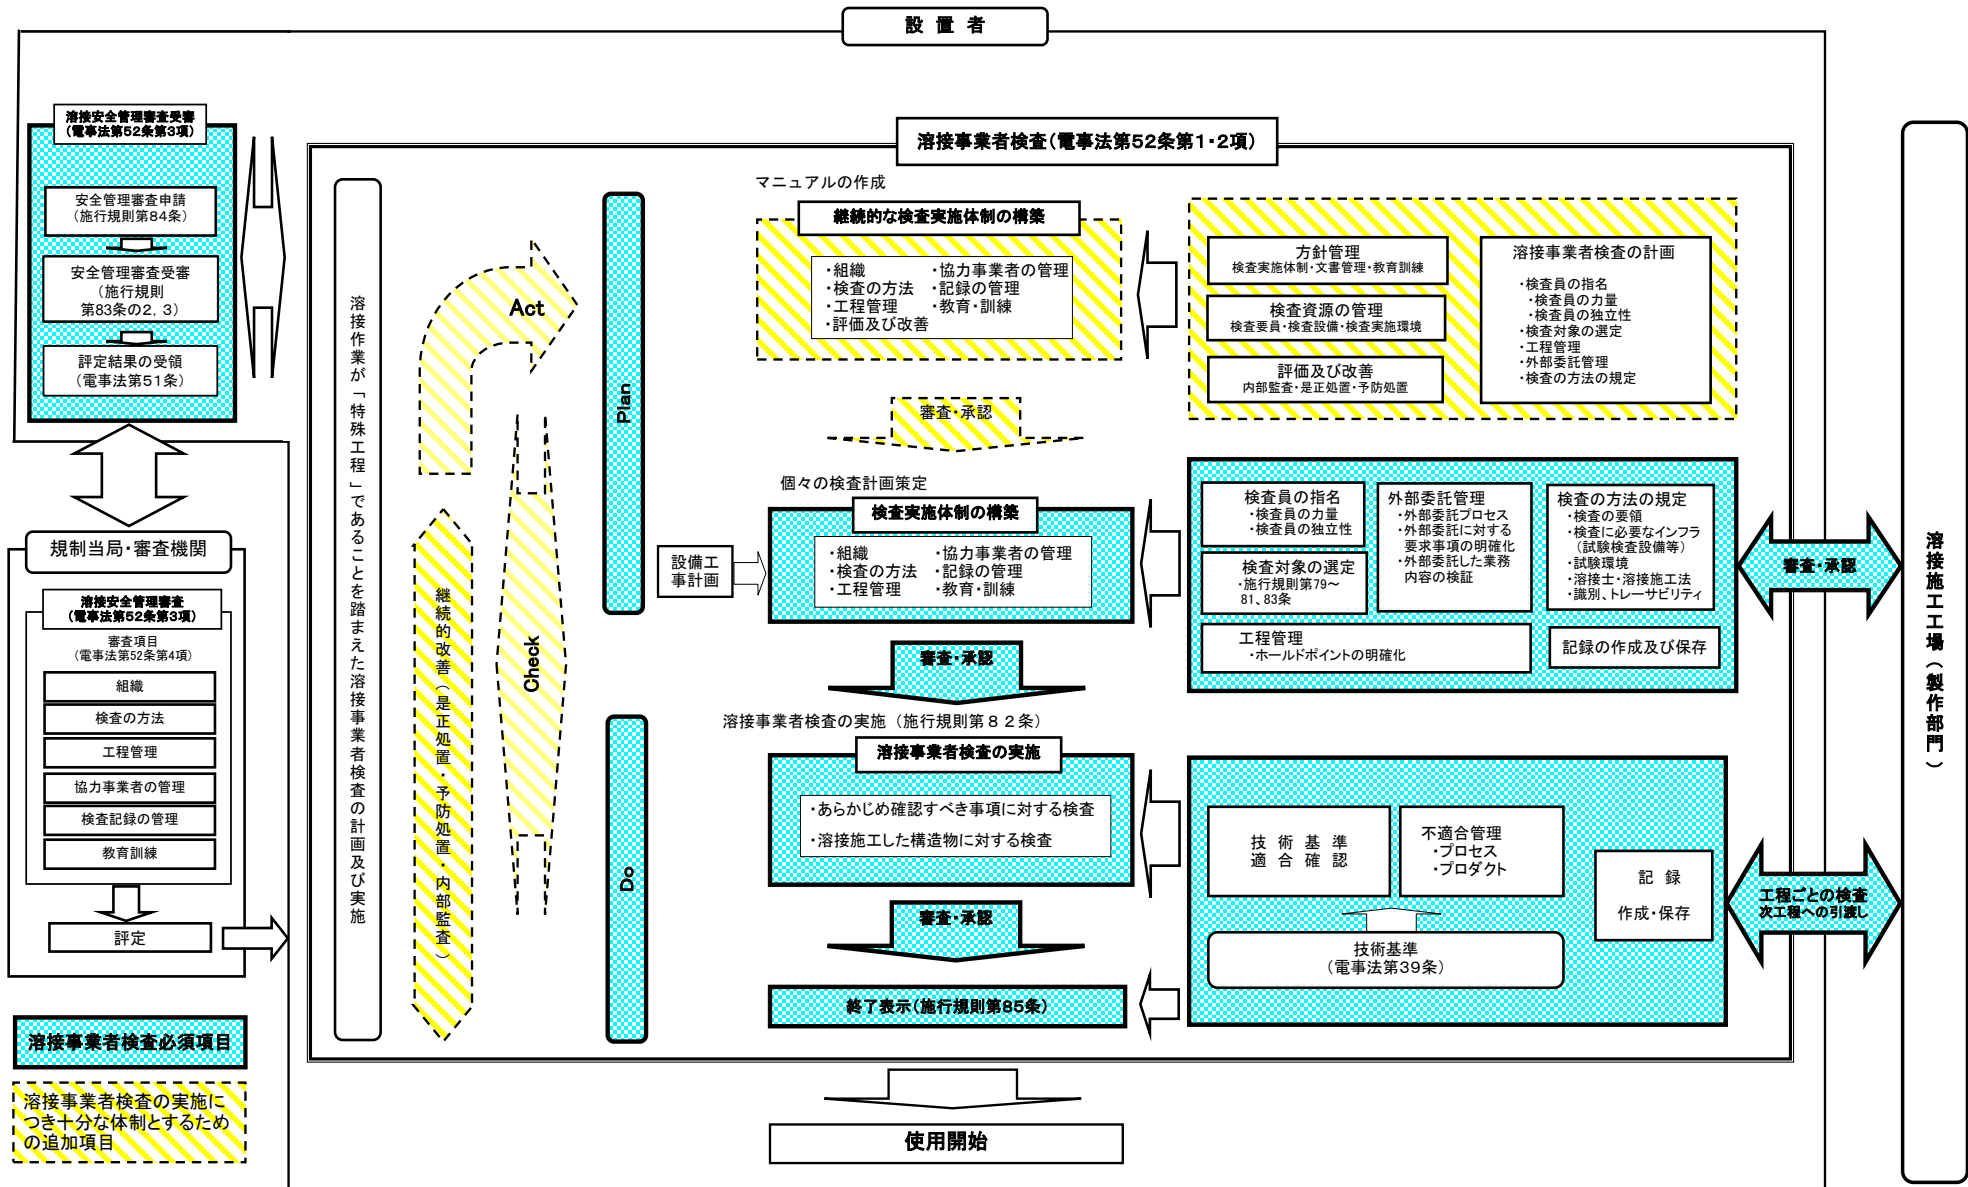 設置者
溶接安全管理審査受審
(電事法第52条第3項)
安全管理審査申請
(施行規則第84条)
安全管理審査受審
(施行規則
第83条の2,3)
評定結果の受領
(電事法第51条)
規制当局・審査機関
溶接安全管理審査
(電事法第52条第3項)
審査項目
(電事法第52条第4項)
組織
検査の方法
工程管理
協力事業者の管理
検査記録の管理
教育訓練
評定
溶接事業者検査必須項目
溶接事業者検査の実施に
つき十分な体制とするため
の追加項目
溶接事業者検査(電事法第52条第1・2項)
溶接作業が「特殊工程」であることを踏まえた溶接事業者検査の計画及び実施
Act
継続的改善(是正処置・予防処置・内部監査)
Check
Plan
Do
マニュアルの作成
継続的な検査実施体制の構築
・組織 ・協力事業者の管理
・検査の方法 ・記録の管理
・工程管理 ・教育・訓練
・評価及び改善
方針管理
検査実施体制・文書管理・教育訓練
検査資源の管理
検査要員・検査設備・検査実施環境
評価及び改善
内部監査・是正処置・予防処置
溶接事業者検査の計画
・検査員の指名
・検査員の力量
・検査員の独立性
・検査対象の選定
・工程管理
・外部委託管理
・検査の方法の規定
審査・承認
個々の検査計画策定
検査実施体制の構築
設備工
事計画
・組織 ・協力事業者の管理
・検査の方法 ・記録の管理
・工程管理 ・教育・訓練
検査員の指名
・検査員の力量
・検査員の独立性
検査対象の選定
・施行規則第79~
81、83条
外部委託管理
・外部委託プロセス
・外部委託に対する
要求事項の明確化
・外部委託した業務
内容の検証
検査の方法の規定
・検査の要領
・検査に必要なインフラ
(試験検査設備等)
・試験環境
・溶接士・溶接施工法
・識別、トレーサビリティ
工程管理
・ホールドポイントの明確化
記録の作成及び保存
審査・承認
審査・承認
溶接事業者検査の実施(施行規則第82条)
溶接事業者検査の実施
・あらかじめ確認すべき事項に対する検査
・溶接施工した構造物に対する検査
技術基準
適合確認
不適合管理
・プロセス
・プロダクト
記録
作成・保存
技術基準
(電事法第39条)
工程ごとの検査
次工程への引渡し
審査・承認
終了表示(施行規則第85条)
使用開始
溶接施工工場(製作部門)